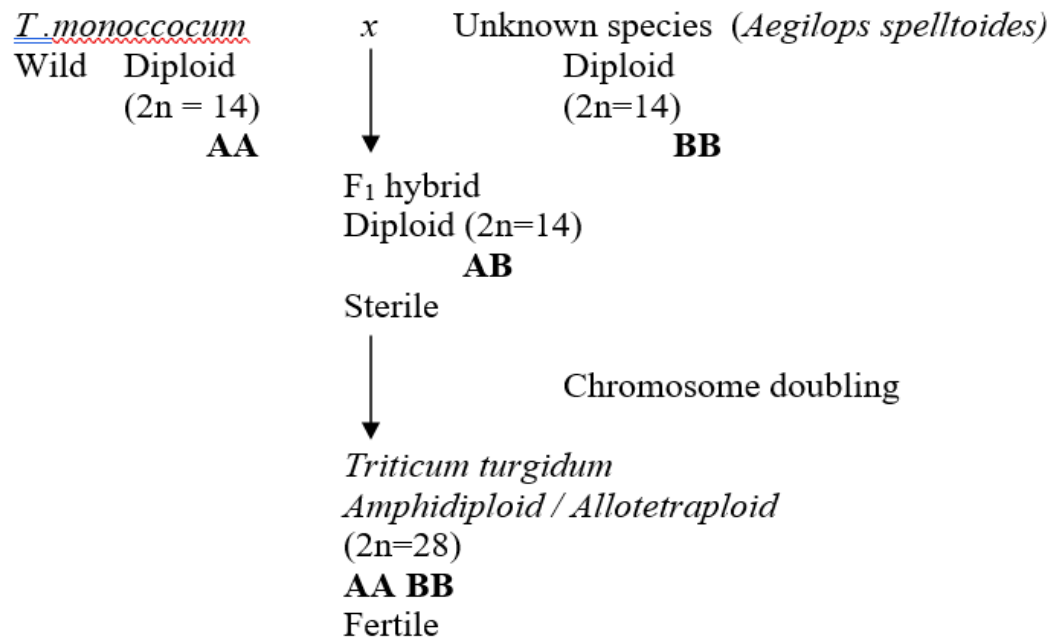 T .monoccocum x Unknown species (Aegilops spelltoides)
Wild Diploid Diploid
(2n = 14) (2n=14)
AA BB
F₁ hybrid
Diploid (2n=14)
AB
Sterile
Chromosome doubling
Triticum turgidum
Amphidiploid / Allotetraploid
(2n=28)
AA BB
Fertile